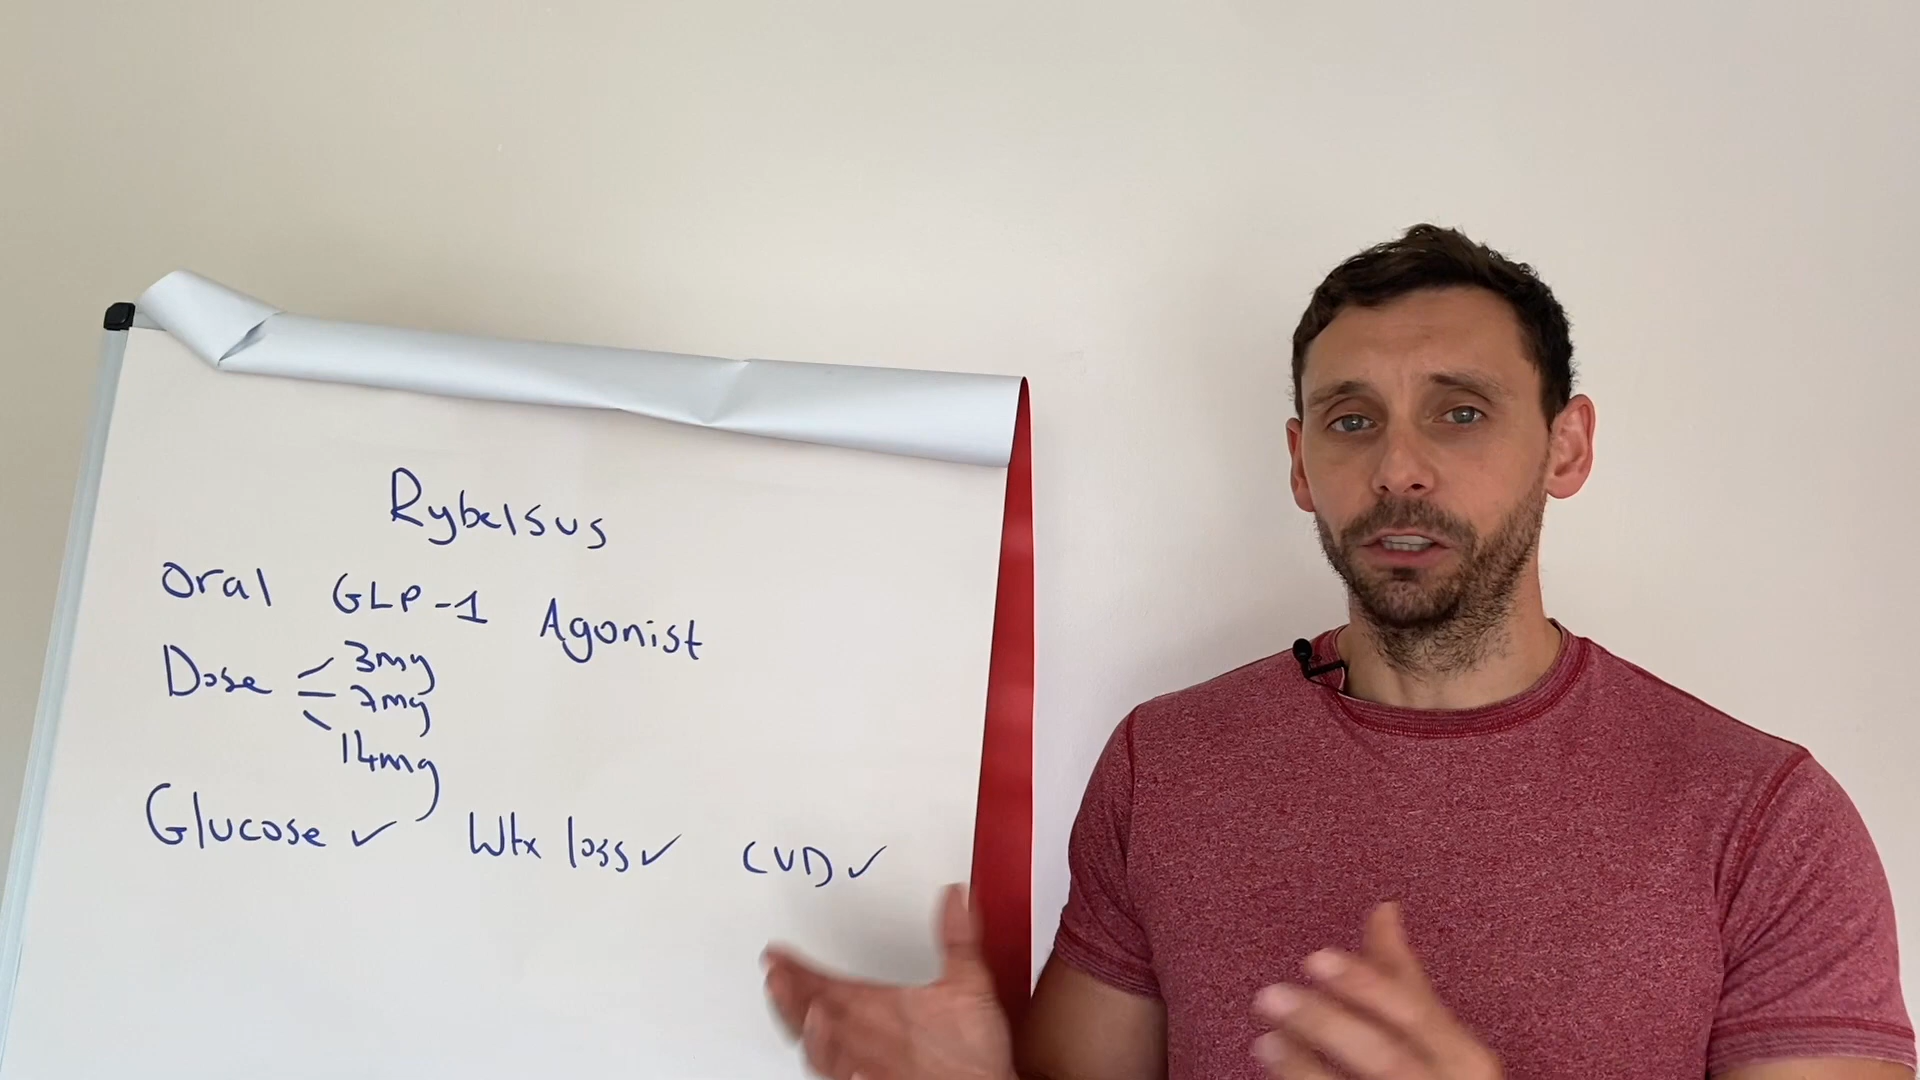 Rybelsus
Oral GLP-1 Agonist
Dose 3mg
7mg
14mg
Glucose ✓ Wtx loss ✓ CVD ✓